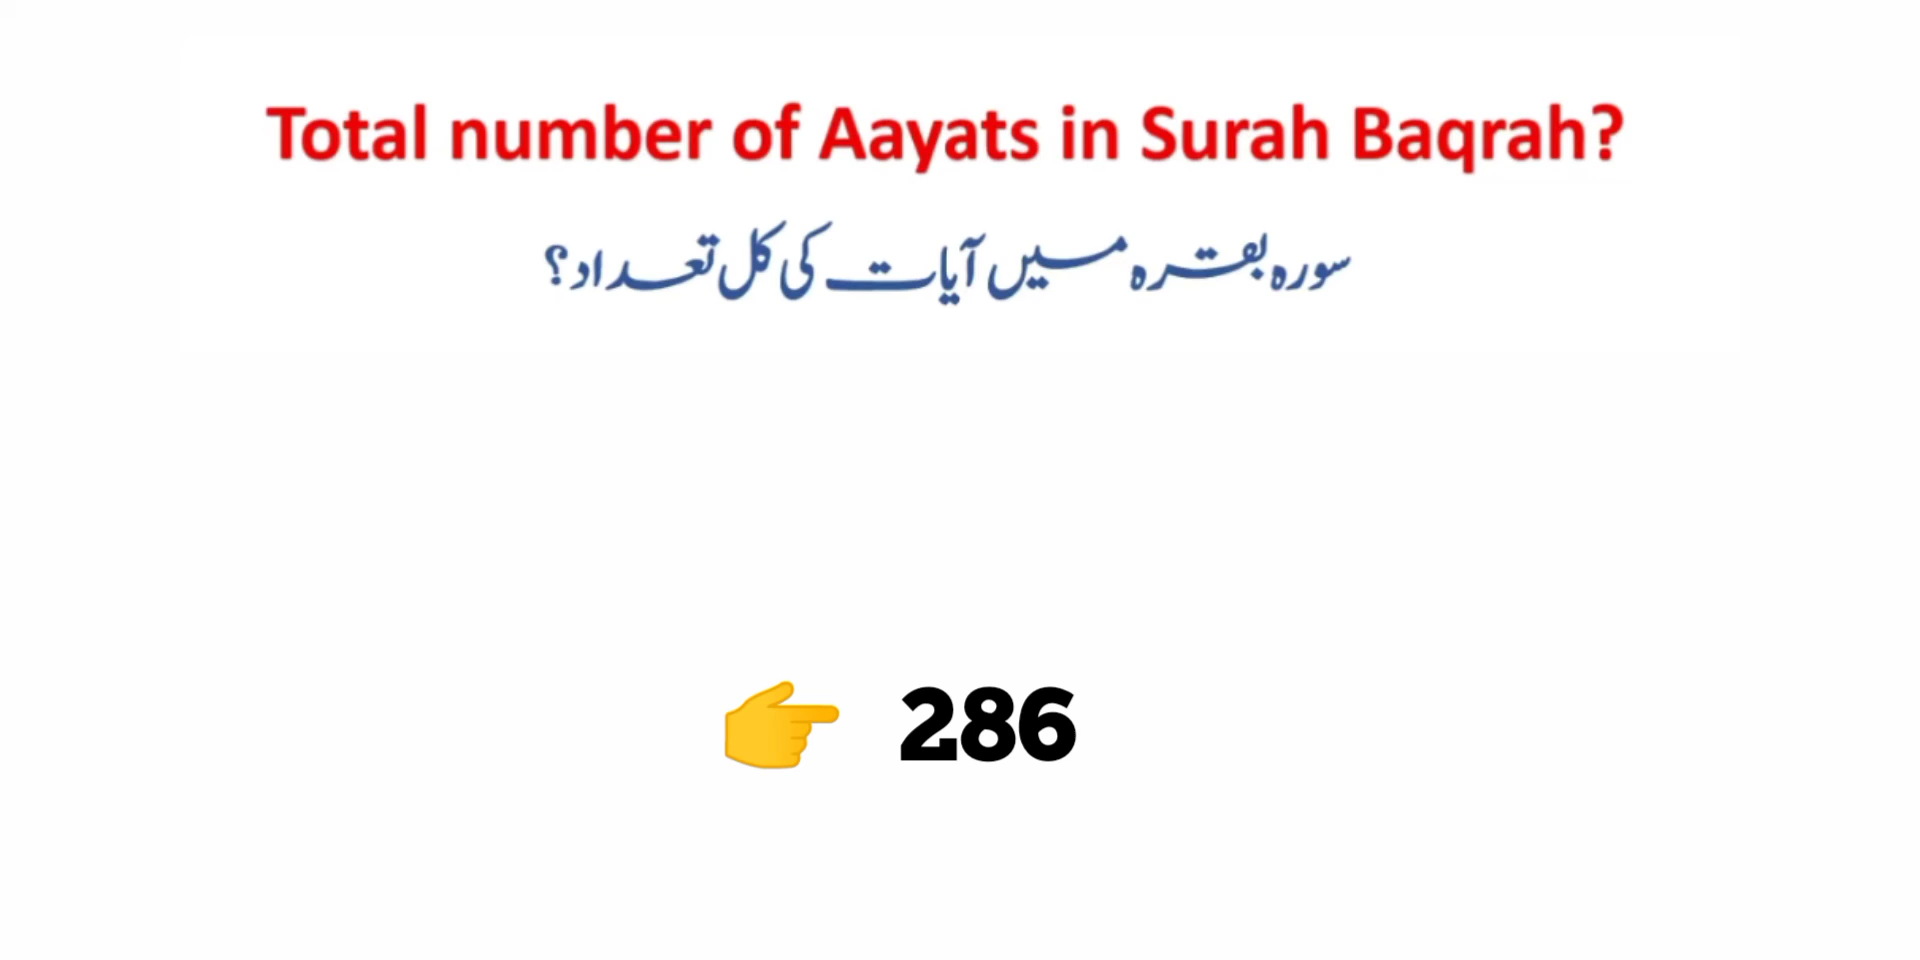 Total number of Aayats in Surah Baqrah?
سورہ بقرہ میں آیات کی کل تعداد؟
👉 286